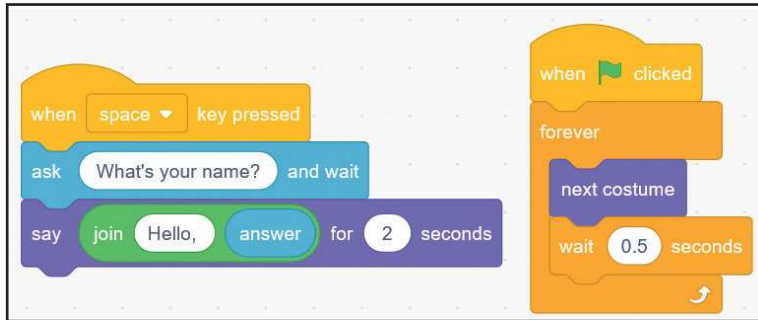 when space key pressed
ask What's your name? and wait
say join Hello, answer for 2 seconds
when clicked
forever
next costume
wait 0.5 seconds